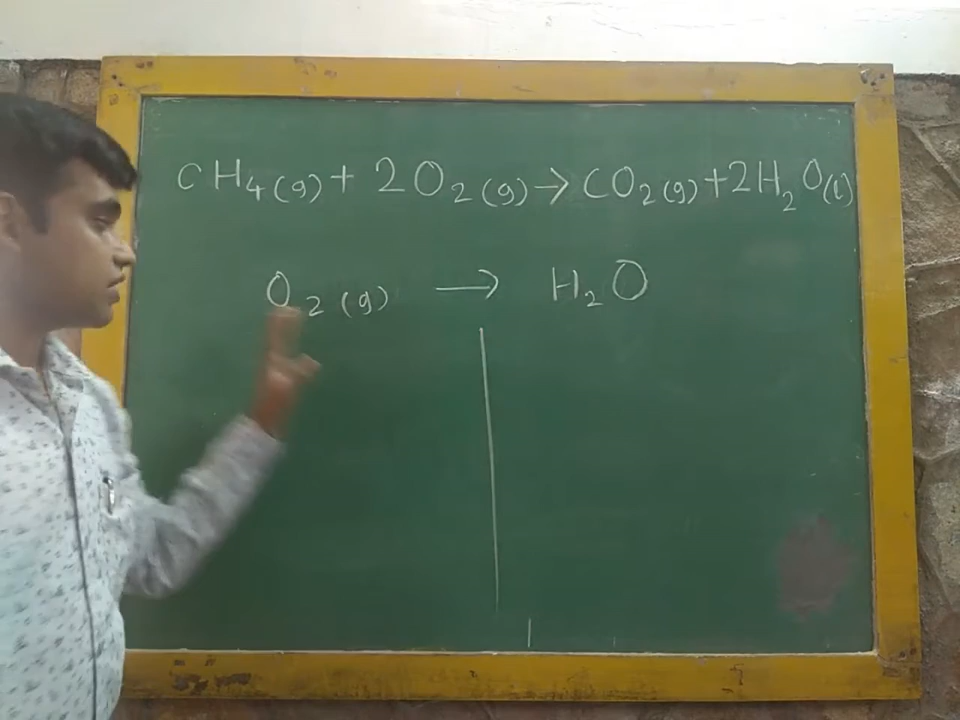 CH₄(g) + 2O₂(g) → CO₂(g) + 2H₂O(l)
O₂(g) → H₂O